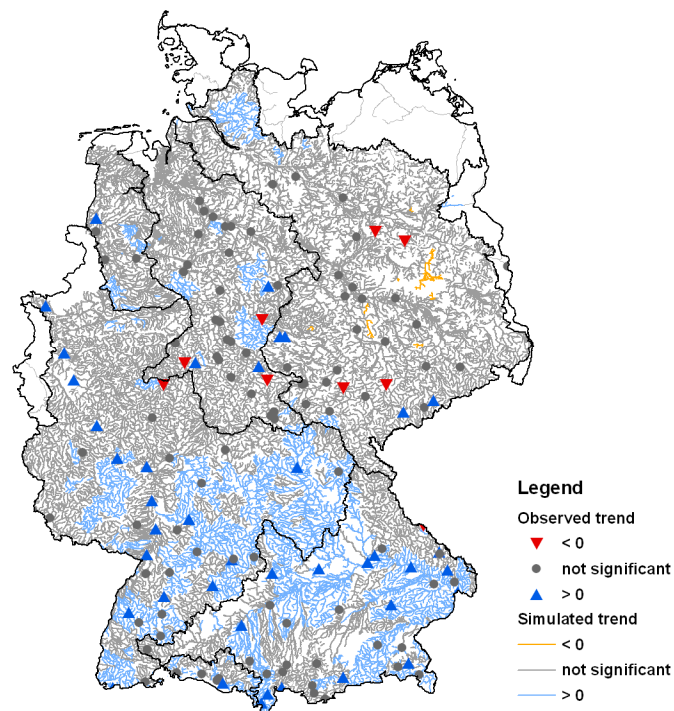 Legend
Observed trend
< 0
not significant
> 0
Simulated trend
< 0
not significant
> 0